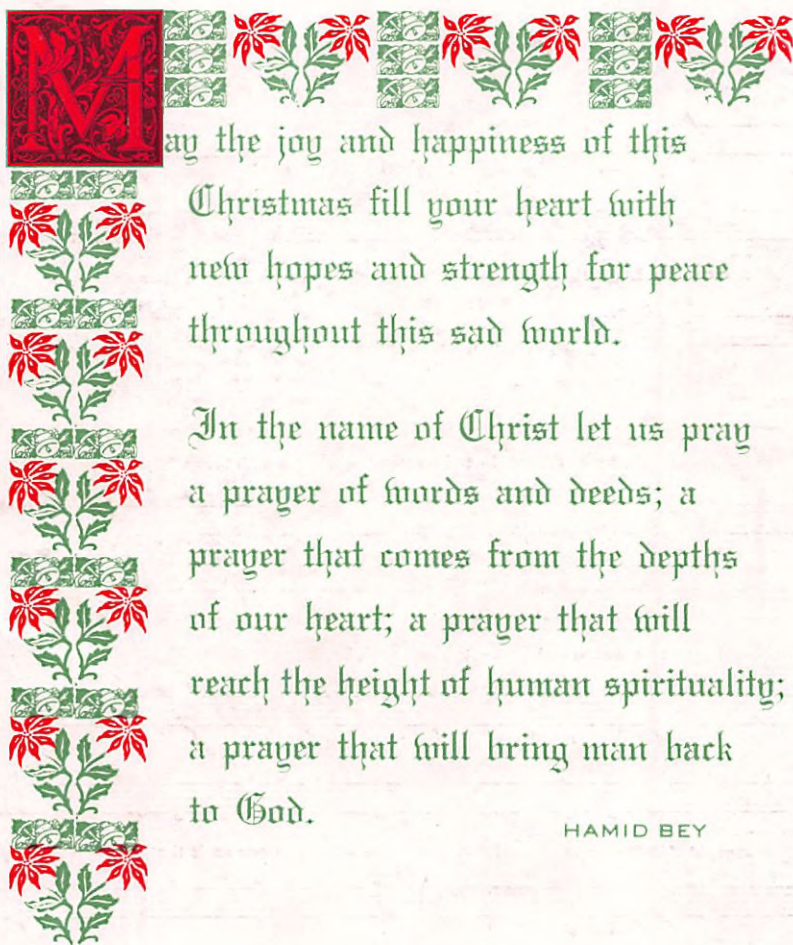 May the joy and happiness of this
Christmas fill your heart with
new hopes and strength for peace
throughout this sad world.
In the name of Christ let us pray
a prayer of words and deeds; a
prayer that comes from the depths
of our heart; a prayer that will
reach the height of human spirituality;
a prayer that will bring man back
to God.
HAMID BEY